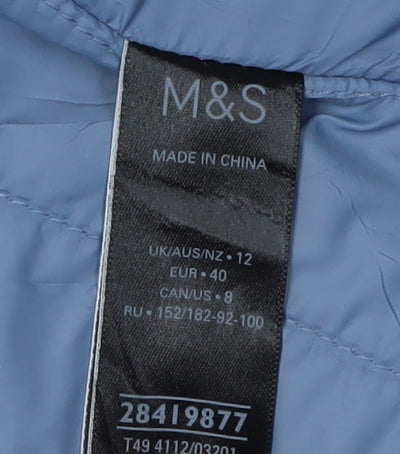 M&S
MADE IN CHINA
UK/AUS/NZ • 12
EUR • 40
CAN/US • 8
RU • 152/182-92-100
28419877
T49 4112/03201